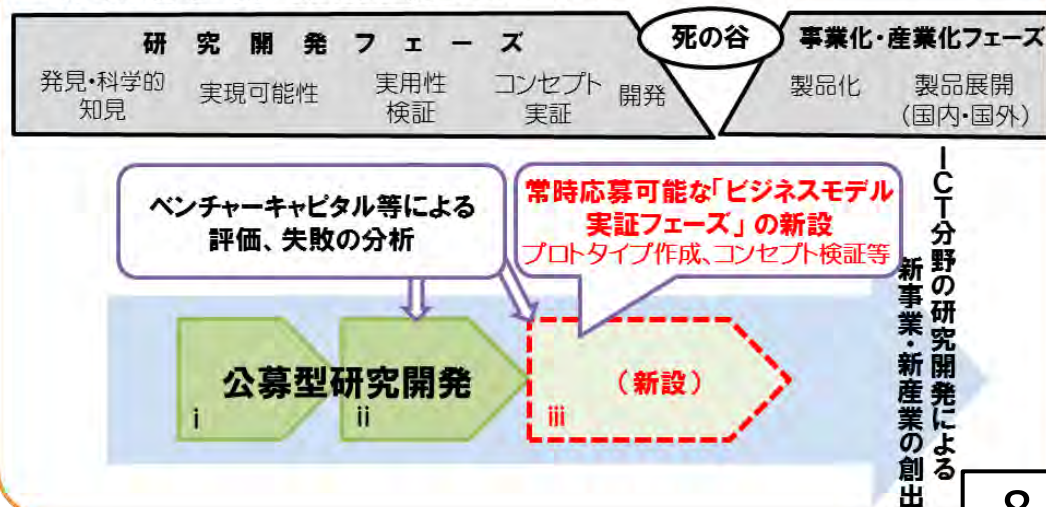 研究開発フェーズ
死の谷
事業化・産業化フェーズ
発見・科学的
知見
実現可能性
実用性
検証
コンセプト
実証
開発
製品化
製品展開
(国内・国外)
ベンチャーキャピタル等による
評価、失敗の分析
常時応募可能な「ビジネスモデル
実証フェーズ」の新設
プロトタイプ作成、コンセプト検証等
公募型研究開発
i
ii
(新設)
iii
ICT分野の研究開発による
新事業・新産業の創出